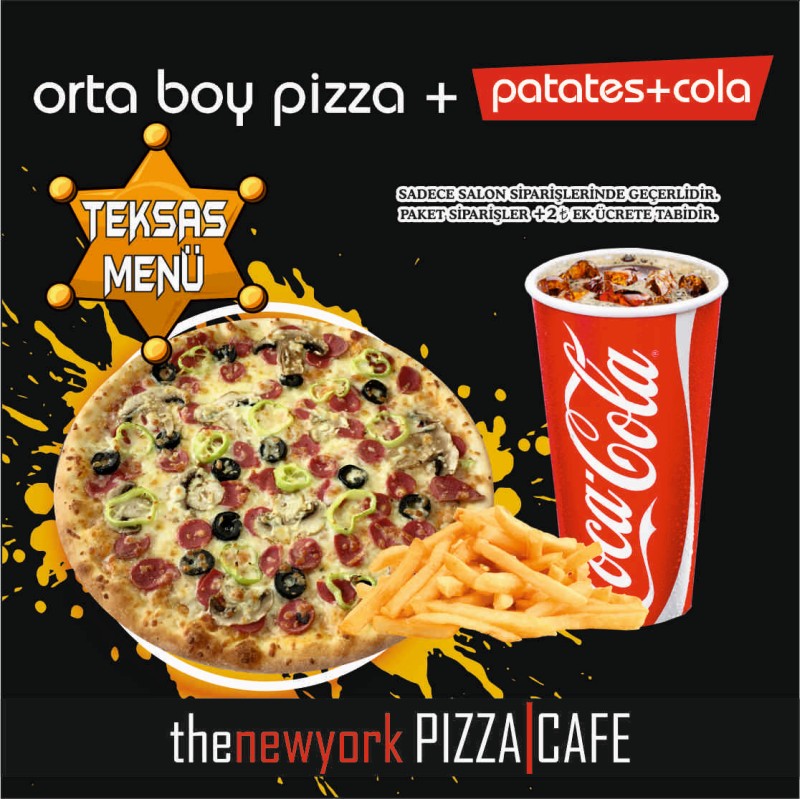 orta boy pizza + patates+cola
TEKSAS
MENÜ
SADECE SALON SİPARİŞLERİNDE GEÇERLİDİR.
PAKET SİPARİŞLER +2₺ EK ÜCRETE TABİDİR.
Coca-Cola
thenewyork PIZZA|CAFE